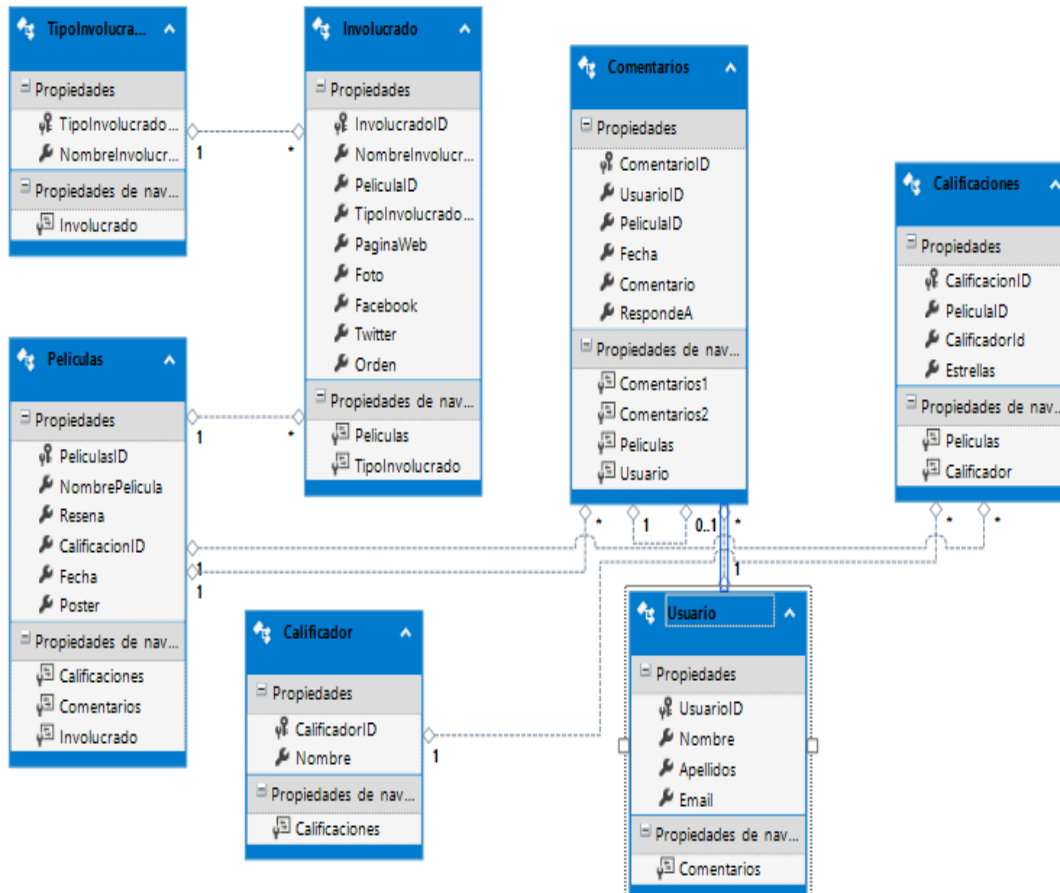 TipoInvolucra...
Propiedades
TipoInvolucrado...
NombreInvolucr...
Propiedades de nav...
Involucrado
1
*
Involucrado
Propiedades
InvolucradoID
NombreInvolucr...
PeliculaID
TipoInvolucrado...
PaginaWeb
Foto
Facebook
Twitter
Orden
Propiedades de nav...
Peliculas
TipoInvolucrado
Comentarios
Propiedades
ComentarioID
UsuarioID
PeliculaID
Fecha
Comentario
RespondeA
Propiedades de nav...
Comentarios1
Comentarios2
Peliculas
Usuario
Calificaciones
Propiedades
CalificacionID
PeliculaID
CalificadorId
Estrellas
Propiedades de nav...
Peliculas
Calificador
Peliculas
Propiedades
PeliculasID
NombrePelicula
Resena
CalificacionID
Fecha
Poster
Propiedades de nav...
Calificaciones
Comentarios
Involucrado
1
*
1
1
*
1
0..1
*
1
*
*
Calificador
Propiedades
CalificadorID
Nombre
Propiedades de nav...
Calificaciones
1
Usuario
Propiedades
UsuarioID
Nombre
Apellidos
Email
Propiedades de nav...
Comentarios